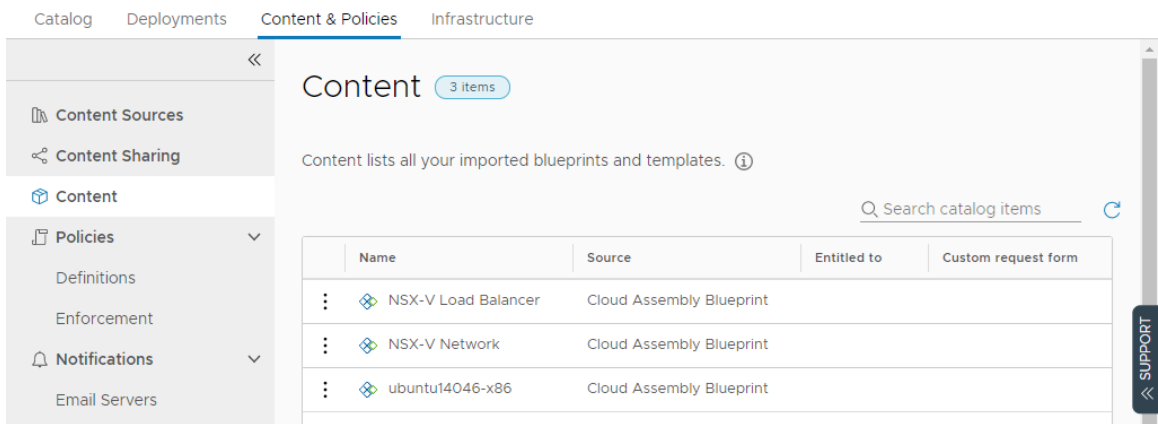 Catalog Deployments Content & Policies Infrastructure
Content Sources
Content Sharing
Content
Policies
Definitions
Enforcement
Notifications
Email Servers
Content 3 items
Content lists all your imported blueprints and templates.
Search catalog items
Name Source Entitled to Custom request form
NSX-V Load Balancer Cloud Assembly Blueprint
NSX-V Network Cloud Assembly Blueprint
ubuntu14046-x86 Cloud Assembly Blueprint
SUPPORT